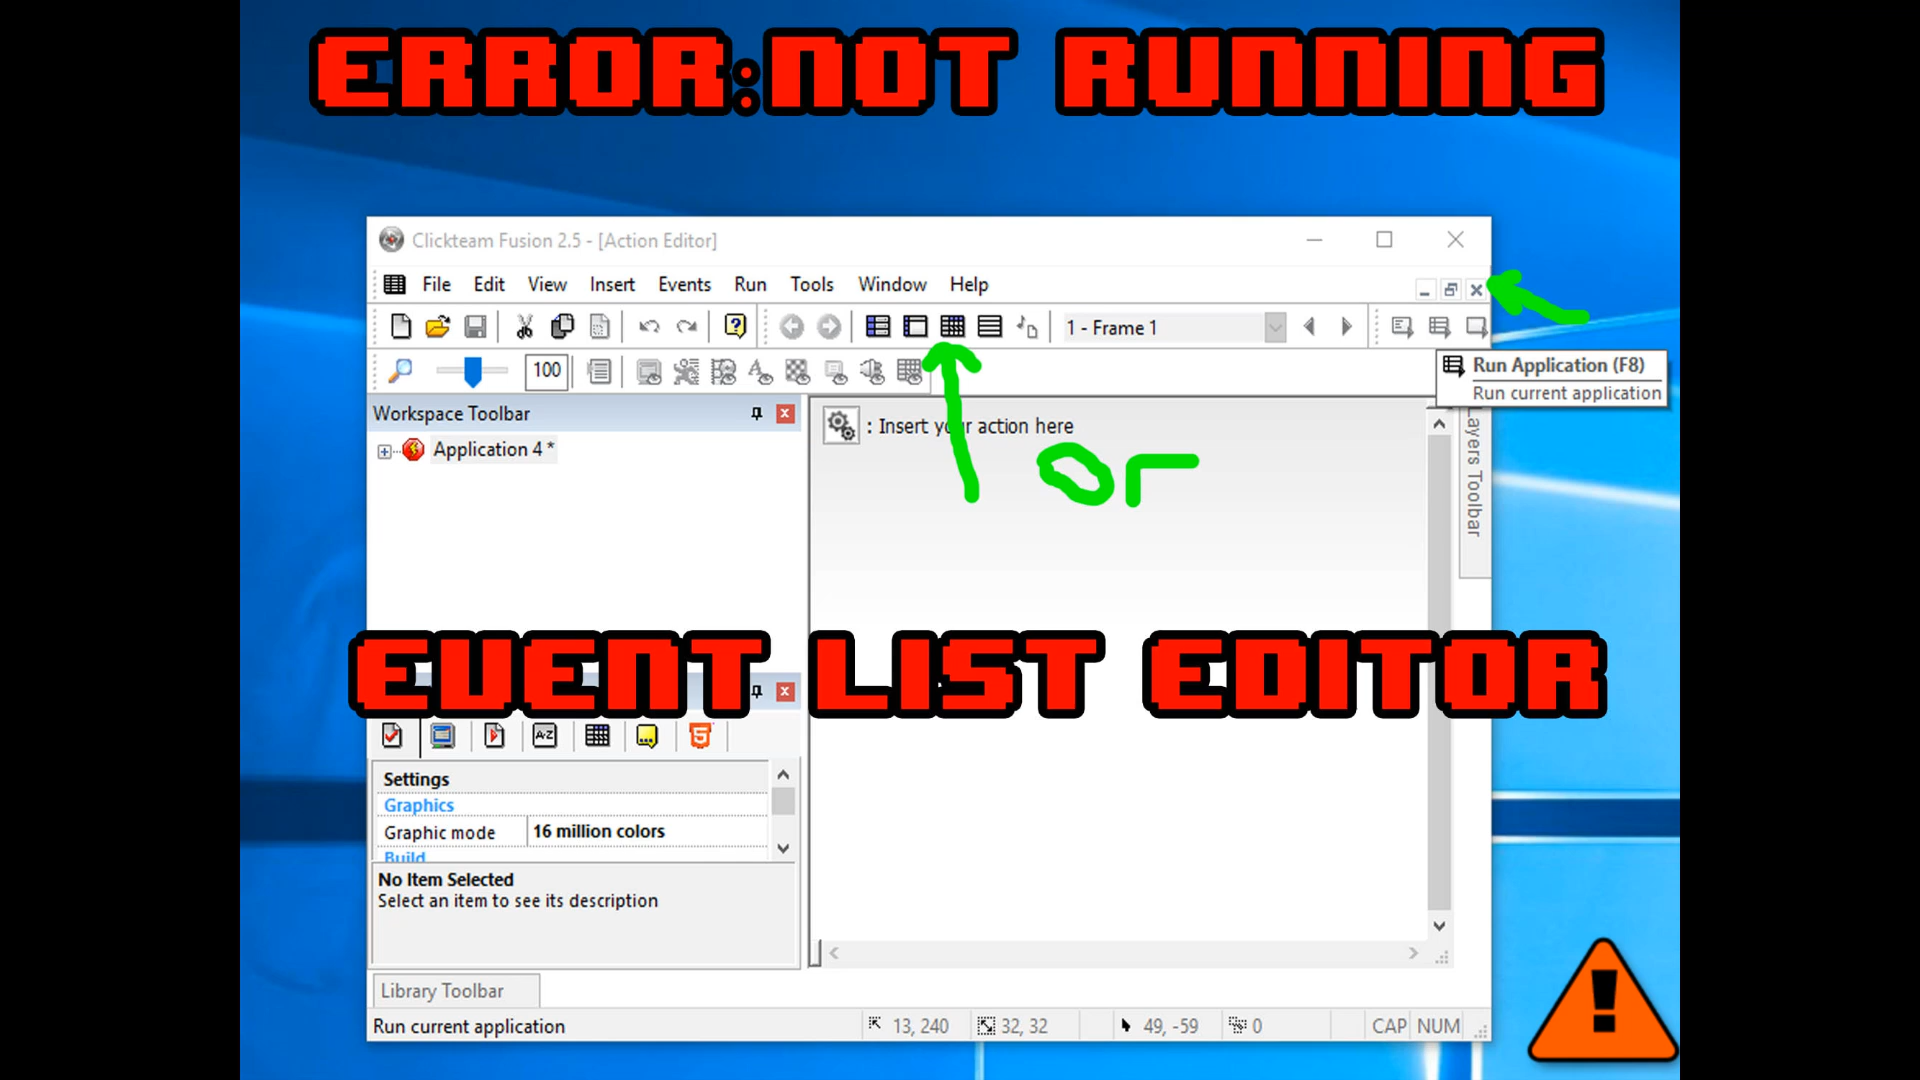 ERROR:NOT RUNNING
Clickteam Fusion 2.5 - [Action Editor]
File Edit View Insert Events Run Tools Window Help
1 - Frame 1
100
Run Application (F8)
Run current application
Workspace Toolbar
: Insert your action here
Application 4 *
or
Layers Toolbar
EVENT LIST EDITOR
A-Z
5
Settings
Graphics
Graphic mode 16 million colors
Build
No Item Selected
Select an item to see its description
Library Toolbar
Run current application 13, 240 32, 32 49, -59 0 CAP NUM